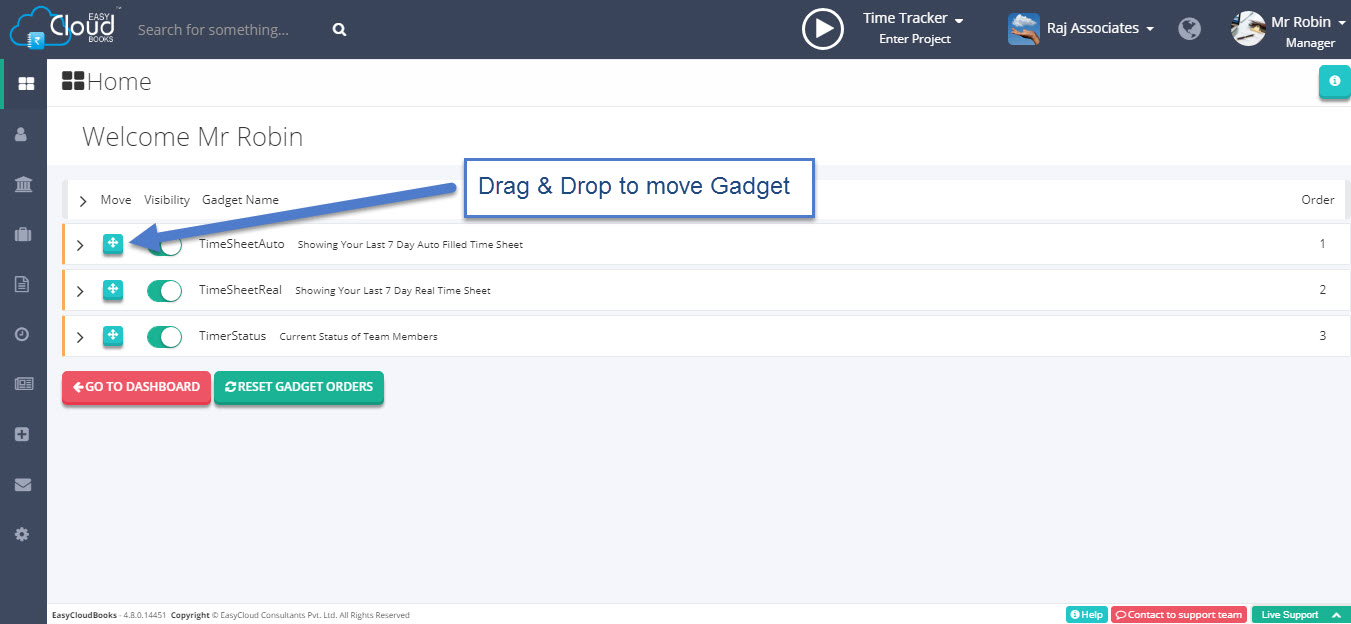 EASY
Cloud
BOOKS
Search for something...
Time Tracker
Enter Project
Raj Associates
Mr Robin
Manager
Home
Welcome Mr Robin
Drag & Drop to move Gadget
Move Visibility Gadget Name Order
TimeSheetAuto Showing Your Last 7 Day Auto Filled Time Sheet 1
TimeSheetReal Showing Your Last 7 Day Real Time Sheet 2
TimerStatus Current Status of Team Members 3
GO TO DASHBOARD RESET GADGET ORDERS
EasyCloudBooks - 4.8.0.14451 Copyright © EasyCloud Consultants Pvt. Ltd. All Rights Reserved
Help Contact to support team Live Support